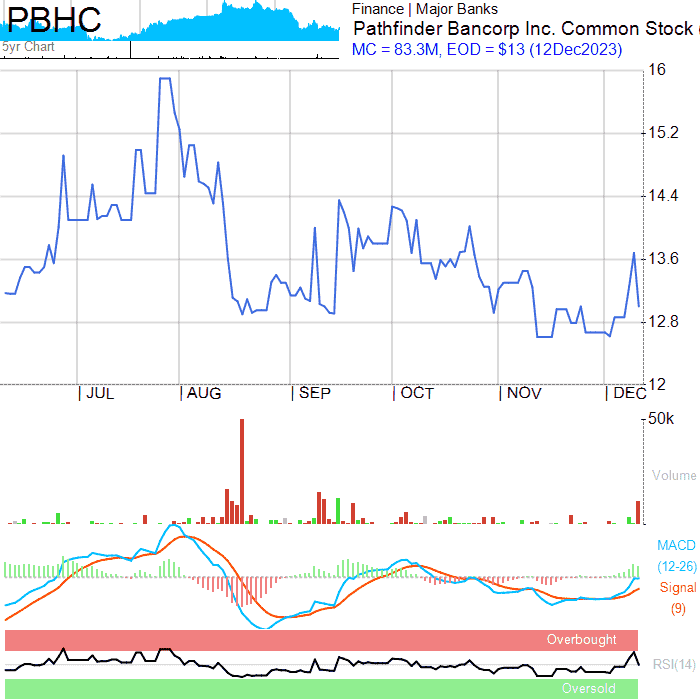 PBHC
5yr Chart
Finance | Major Banks
Pathfinder Bancorp Inc. Common Stock (
MC = 83.3M, EOD = $13 (12Dec2023)
16
15.2
14.4
13.6
12.8
12
| JUL | AUG | SEP | OCT | NOV | DEC
50k
Volume
MACD
(12-26)
Signal
(9)
Overbought
RSI(14)
Oversold